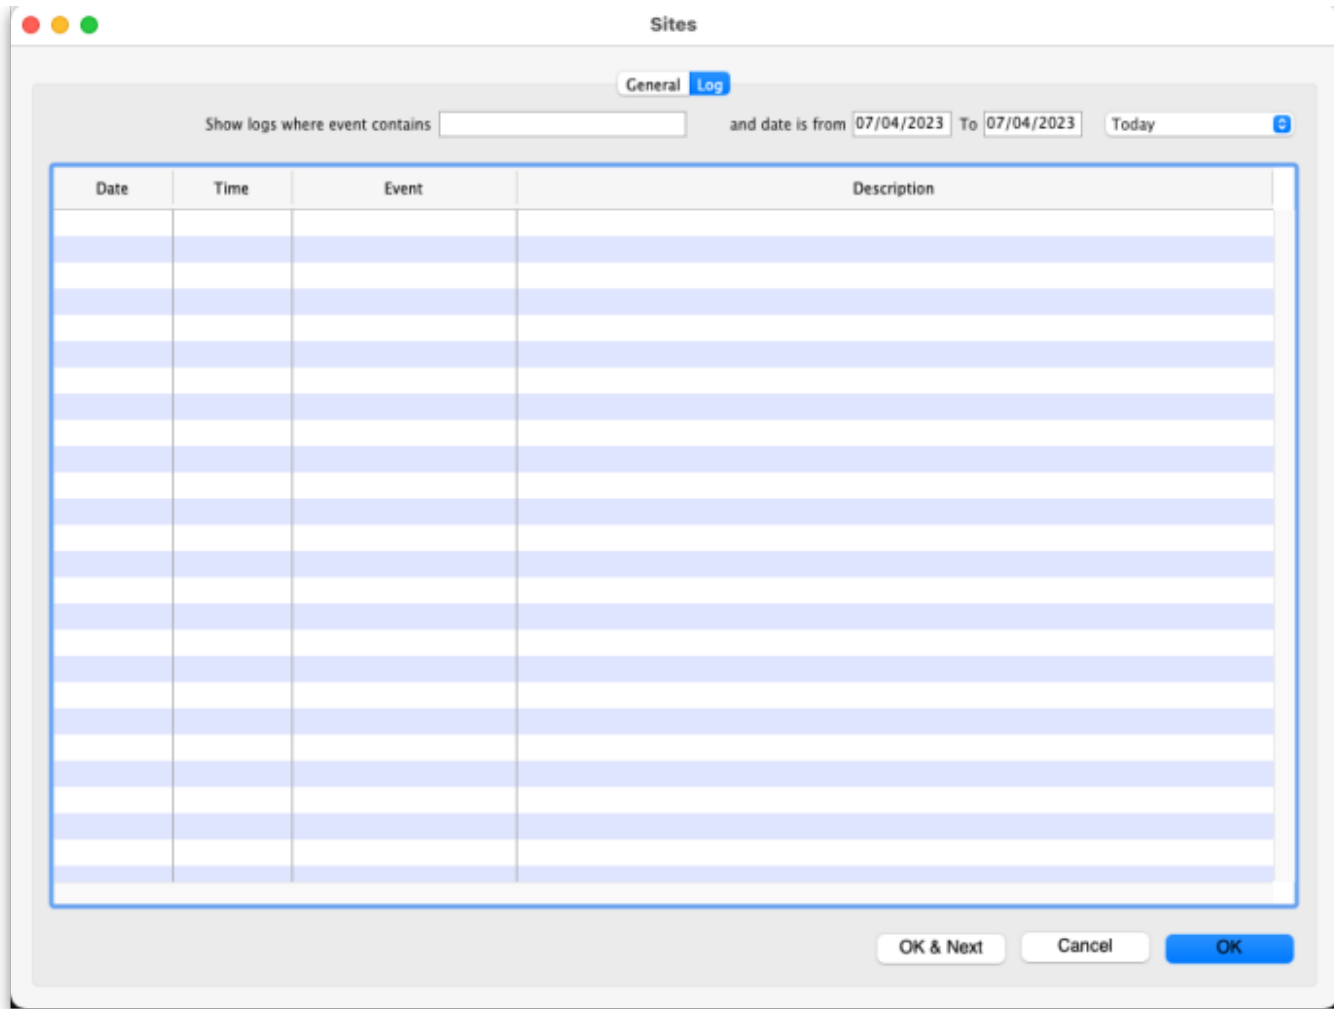 Sites
General Log
Show logs where event contains and date is from 07/04/2023 To 07/04/2023 Today
Date Time Event Description
OK & Next Cancel OK